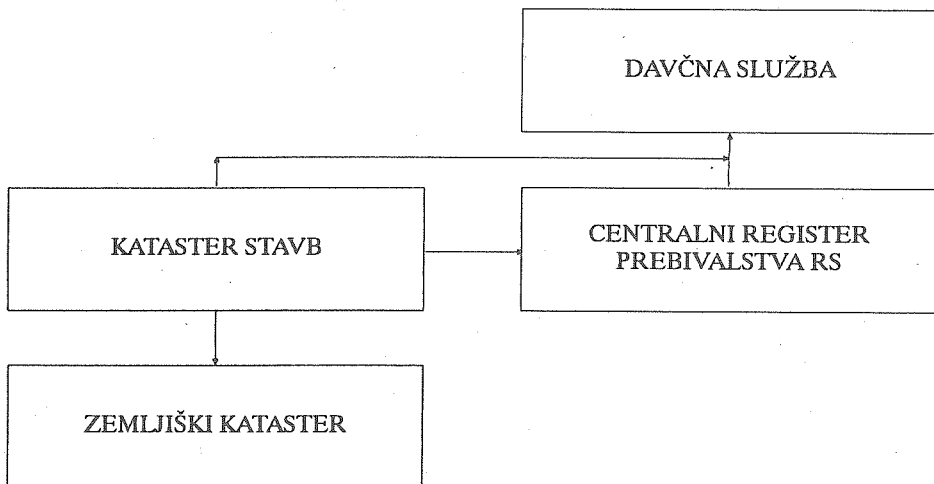 DAVČNA SLUŽBA
KATASTER STAVB
CENTRALNI REGISTER
PREBIVALSTVA RS
ZEMLJIŠKI KATASTER